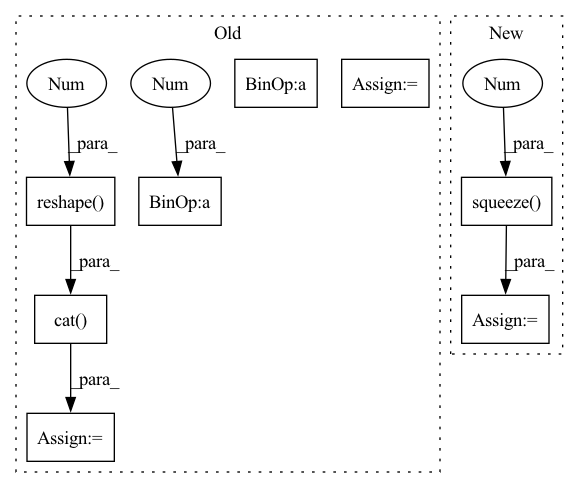 Old
New
Num
Num
BinOp:a
Assign:=
Num
_para_
_para_
_para_
reshape()
BinOp:a
squeeze()
_para_
_para_
cat()
Assign:=
_para_
Assign:=